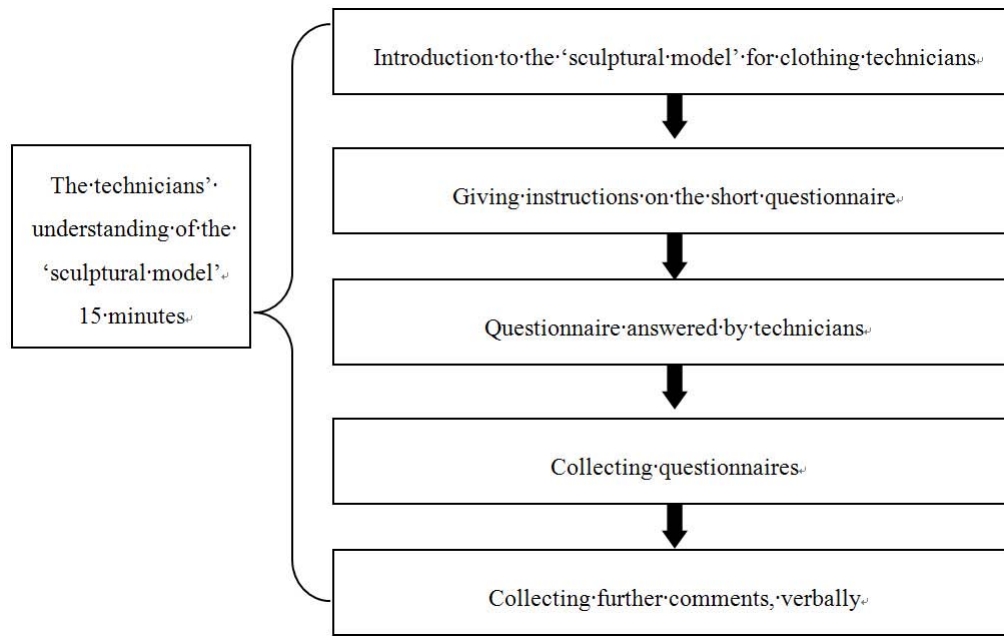 Introduction to the ‘sculptural model’ for clothing technicians
The technicians’
understanding of the
‘sculptural model’
15 minutes
Giving instructions on the short questionnaire
Questionnaire answered by technicians
Collecting questionnaires
Collecting further comments, verbally